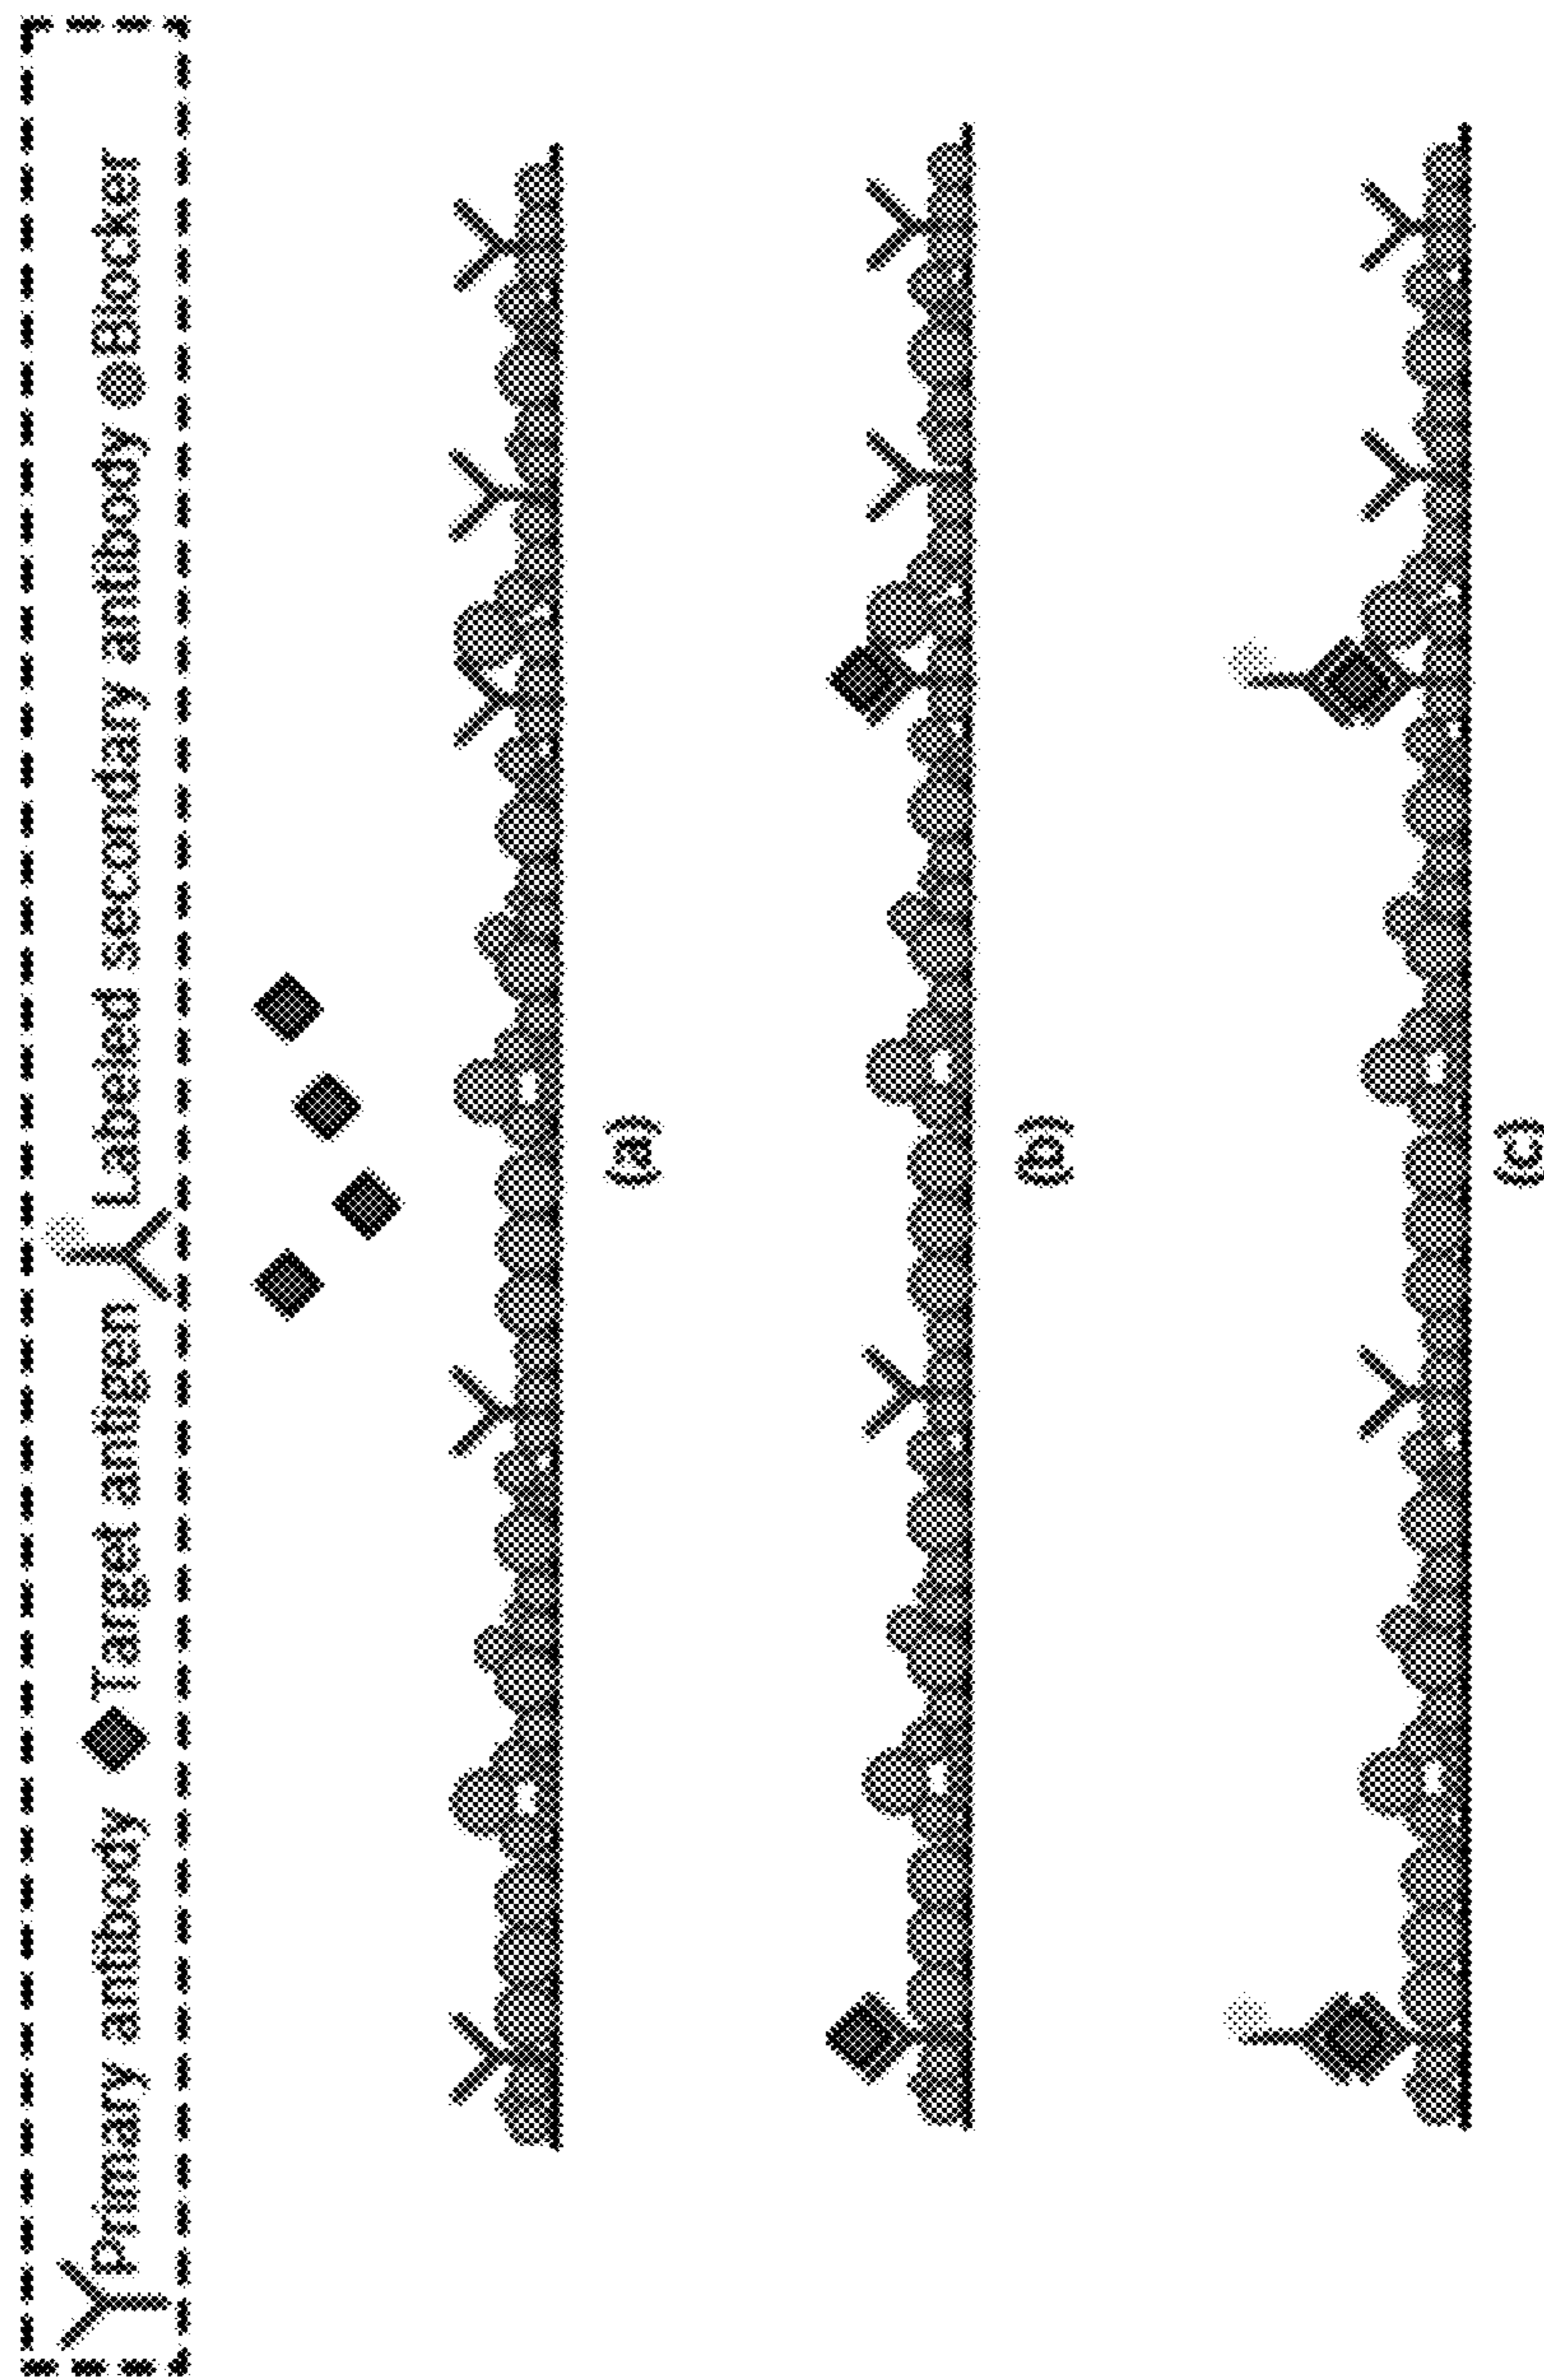 Primary antibody Target antigen Labeled secondary antibody Blocker
(a)
(b)
(c)